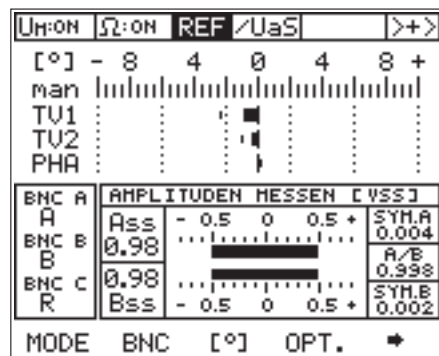 UM:ON Ω:ON REF /UaS >+>
[°] - 8 4 0 4 8 +
man
TV1
TV2
PHA
BNC A
A
BNC B
B
BNC C
R
AMPLITUDEN MESSEN [VSS]
Ass
0.98
0.98
Bss
- 0.5 0 0.5 +
- 0.5 0 0.5 +
SYM.A
0.004
A/B
0.998
SYM.B
0.002
MODE BNC [°] OPT. ➡